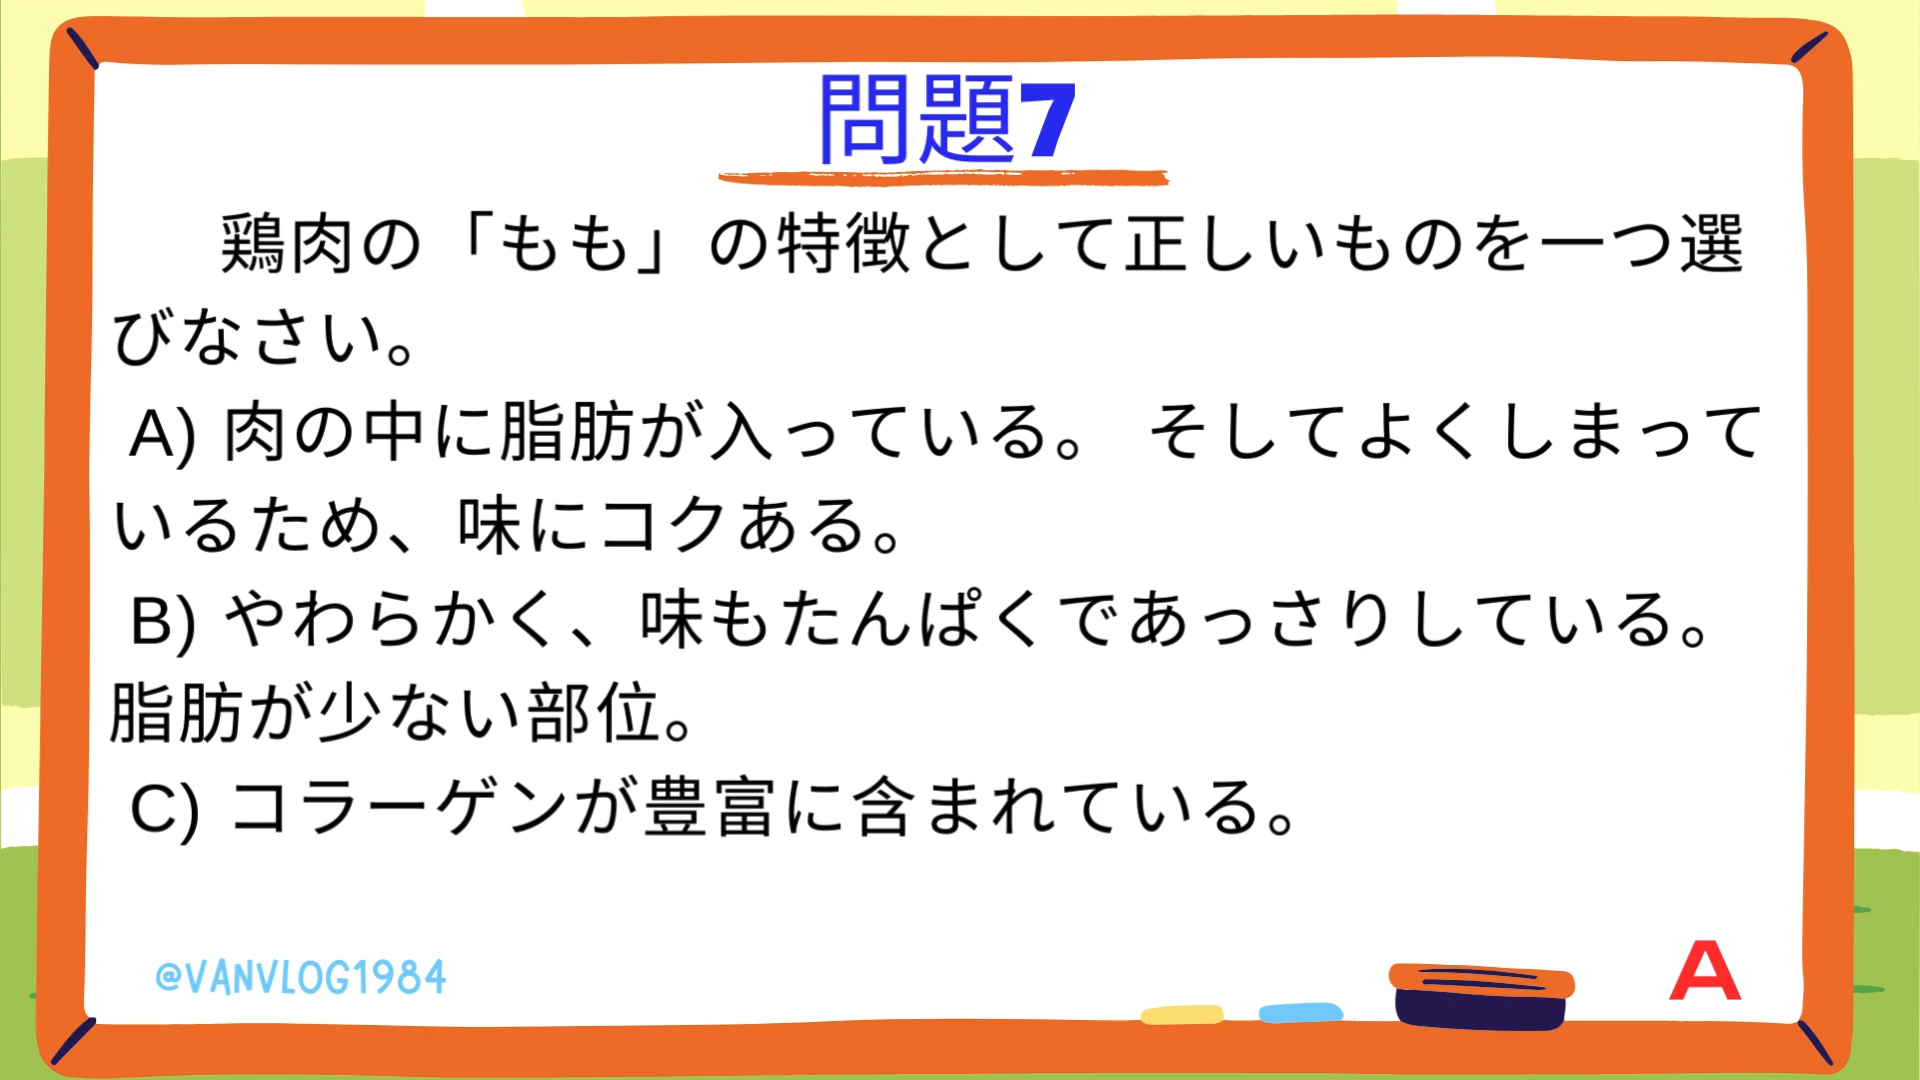 問題7
鶏肉の「もも」の特徴として正しいものを一つ選
びなさい。
A) 肉の中に脂肪が入っている。 そしてよくしまって
いるため、味にコクある。
B) やわらかく、味もたんぱくであっさりしている。
脂肪が少ない部位。
C) コラーゲンが豊富に含まれている。
@VANVLOG1984
A